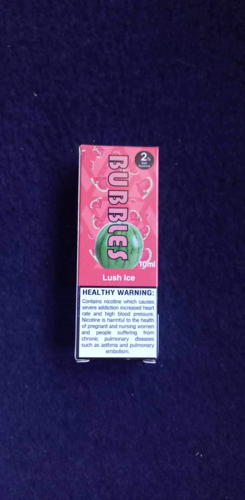 2%
BUBBLES
10ml
Lush Ice
HEALTHY WARNING:
Contains nicotine which causes
severe addiction increased heart
rate and high blood pressure.
Nicotine is harmful to the health
of pregnant and nursing women
and people suffering from
chronic pulmonary diseases
such as asthma and pulmonary
embolism.